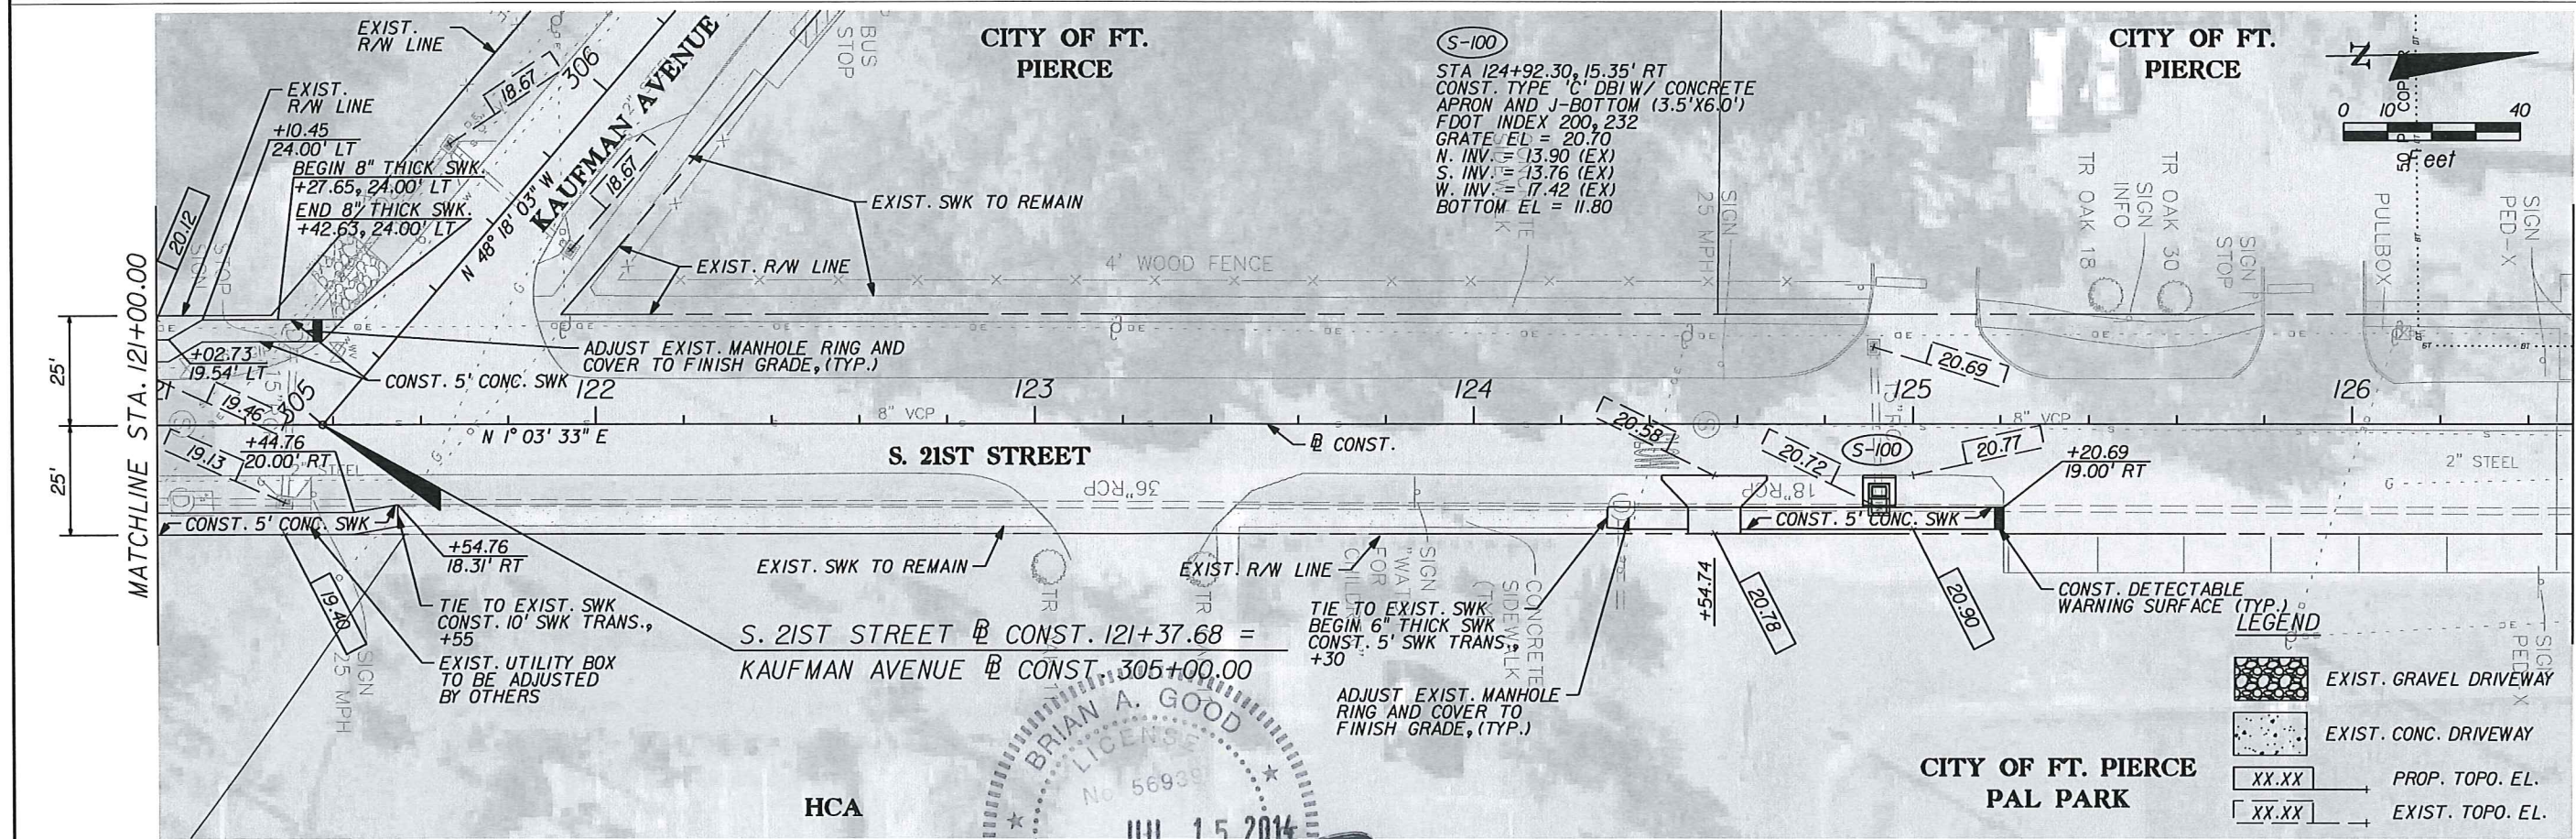 EXIST.
R/W LINE
EXIST.
R/W LINE
+10.45
24.00' LT
BEGIN 8" THICK SWK.
+27.65, 24.00' LT
END 8" THICK SWK.
+42.63, 24.00' LT
20.12
SIGN
STOP
18.67
306
KAUFMAN AVENUE
18.67
N 48° 18' 03" W
BUS
STOP
CITY OF FT.
PIERCE
EXIST. SWK TO REMAIN
EXIST. R/W LINE
4' WOOD FENCE
S-100
STA 124+92.30, 15.35' RT
CONST. TYPE 'C' DBI W/ CONCRETE
APRON AND J-BOTTOM (3.5'X6.0')
FDOT INDEX 200, 232
GRATE EL = 20.70
N. INV. = 13.90 (EX)
S. INV. = 13.76 (EX)
W. INV. = 17.42 (EX)
BOTTOM EL = 11.80
SIGN
25 MPH
CITY OF FT.
PIERCE
N
0 10 40
Feet
TR OAK 18
INFO
SIGN
TR OAK 30
STOP
SIGN
PULLBOX
PED-X
SIGN
MATCHLINE STA. 121+00.00
25'
25'
+02.73
19.54' LT
ADJUST EXIST. MANHOLE RING AND
COVER TO FINISH GRADE, (TYP.)
CONST. 5' CONC. SWK
122
123
124
125
126
19.46
305
19.13
+44.76
20.00' RT
2" STEEL
N 1° 03' 33" E
8" VCP
S. 21ST STREET
℄ CONST.
20.58
20.72
S-100
20.77
20.69
8" VCP
+20.69
19.00' RT
2" STEEL
36"RCP
18"RCP
CONST. 5' CONC. SWK
CONST. 5' CONC. SWK
+54.76
18.31' RT
EXIST. SWK TO REMAIN
EXIST. R/W LINE
19.40
TIE TO EXIST. SWK
CONST. 10' SWK TRANS.,
+55
EXIST. UTILITY BOX
TO BE ADJUSTED
BY OTHERS
SIGN
25 MPH
S. 21ST STREET ℄ CONST. 121+37.68 =
KAUFMAN AVENUE ℄ CONST. 305+00.00
TIE TO EXIST. SWK
BEGIN 6" THICK SWK
CONST. 5' SWK TRANS.,
+30
ADJUST EXIST. MANHOLE
RING AND COVER TO
FINISH GRADE, (TYP.)
SIGN
FOR
CONCRETE
SIDEWALK
+54.74
20.78
20.90
CONST. DETECTABLE
WARNING SURFACE (TYP.)
LEGEND
EXIST. GRAVEL DRIVEWAY
EXIST. CONC. DRIVEWAY
XX.XX PROP. TOPO. EL.
XX.XX EXIST. TOPO. EL.
SIGN
PED-X
HCA
BRIAN A. GOOD
LICENSE
No 56939
JUL 15 2014
CITY OF FT. PIERCE
PAL PARK